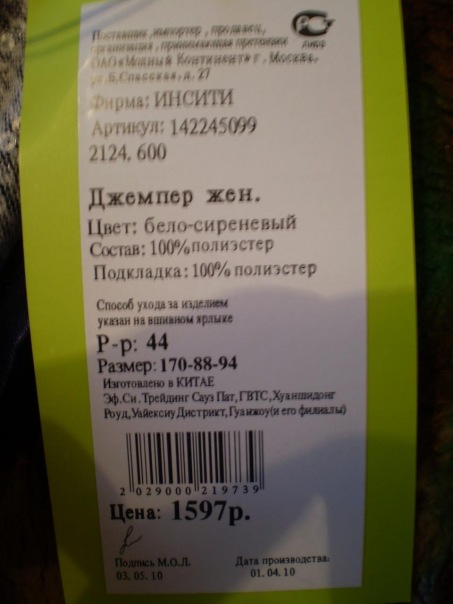 Поставщик, импортер, продавец,
организация, принимающая претензии
ОАО «Модный Континент» г. Москва,
ул.Б.Спасская, д. 27
Фирма: ИНСИТИ
Артикул: 142245099
2124, 600
Джемпер жен.
Цвет: бело-сиреневый
Состав: 100% полиэстер
Подкладка: 100% полиэстер
Способ ухода за изделием
указан на вшивном ярлыке
Р-р: 44
Размер: 170-88-94
Изготовлено в КИТАЕ
Эф.Си.Трейдинг Сауз Пат,ГВТС,Хуаншидонг
Роуд,Уайексиу Дистрикт,Гуанжоу(и его филиалы)
2 029000 219739
Цена: 1597р.
Подпись М.О.Л.
03. 05. 10
Дата производства:
01. 04. 10